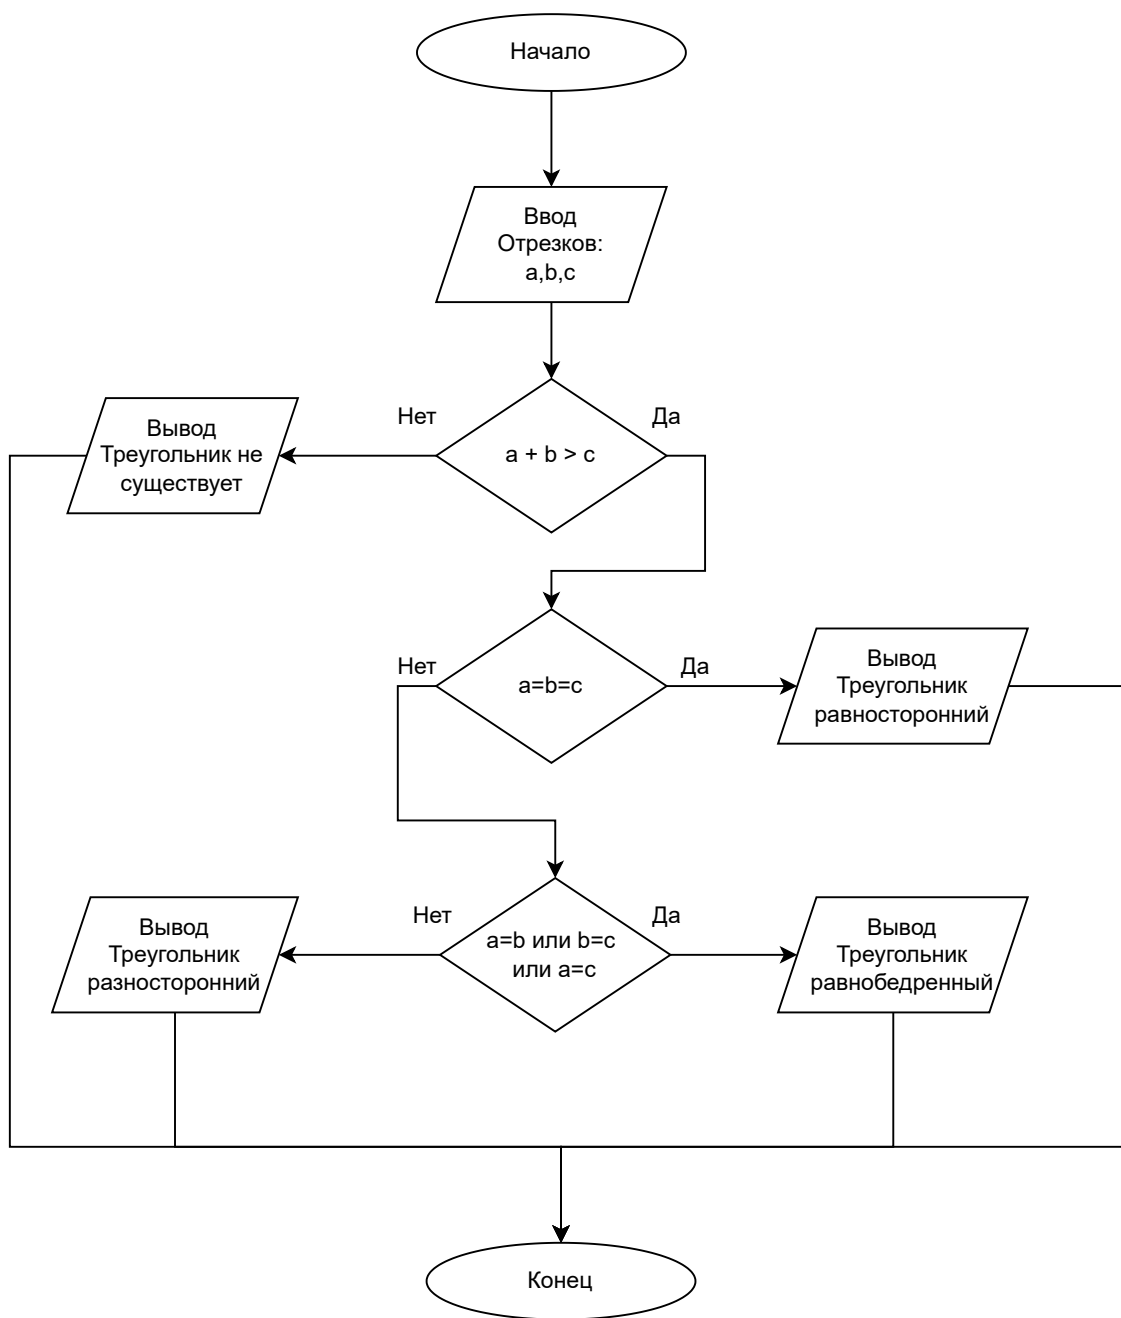 Начало
Ввод
Отрезков:
a,b,c
Нет
Да
a + b > c
Вывод
Треугольник не
существует
Нет
Да
a=b=c
Вывод
Треугольник
равносторонний
Нет
Да
a=b или b=c
или a=c
Вывод
Треугольник
разносторонний
Вывод
Треугольник
равнобедренный
Конец